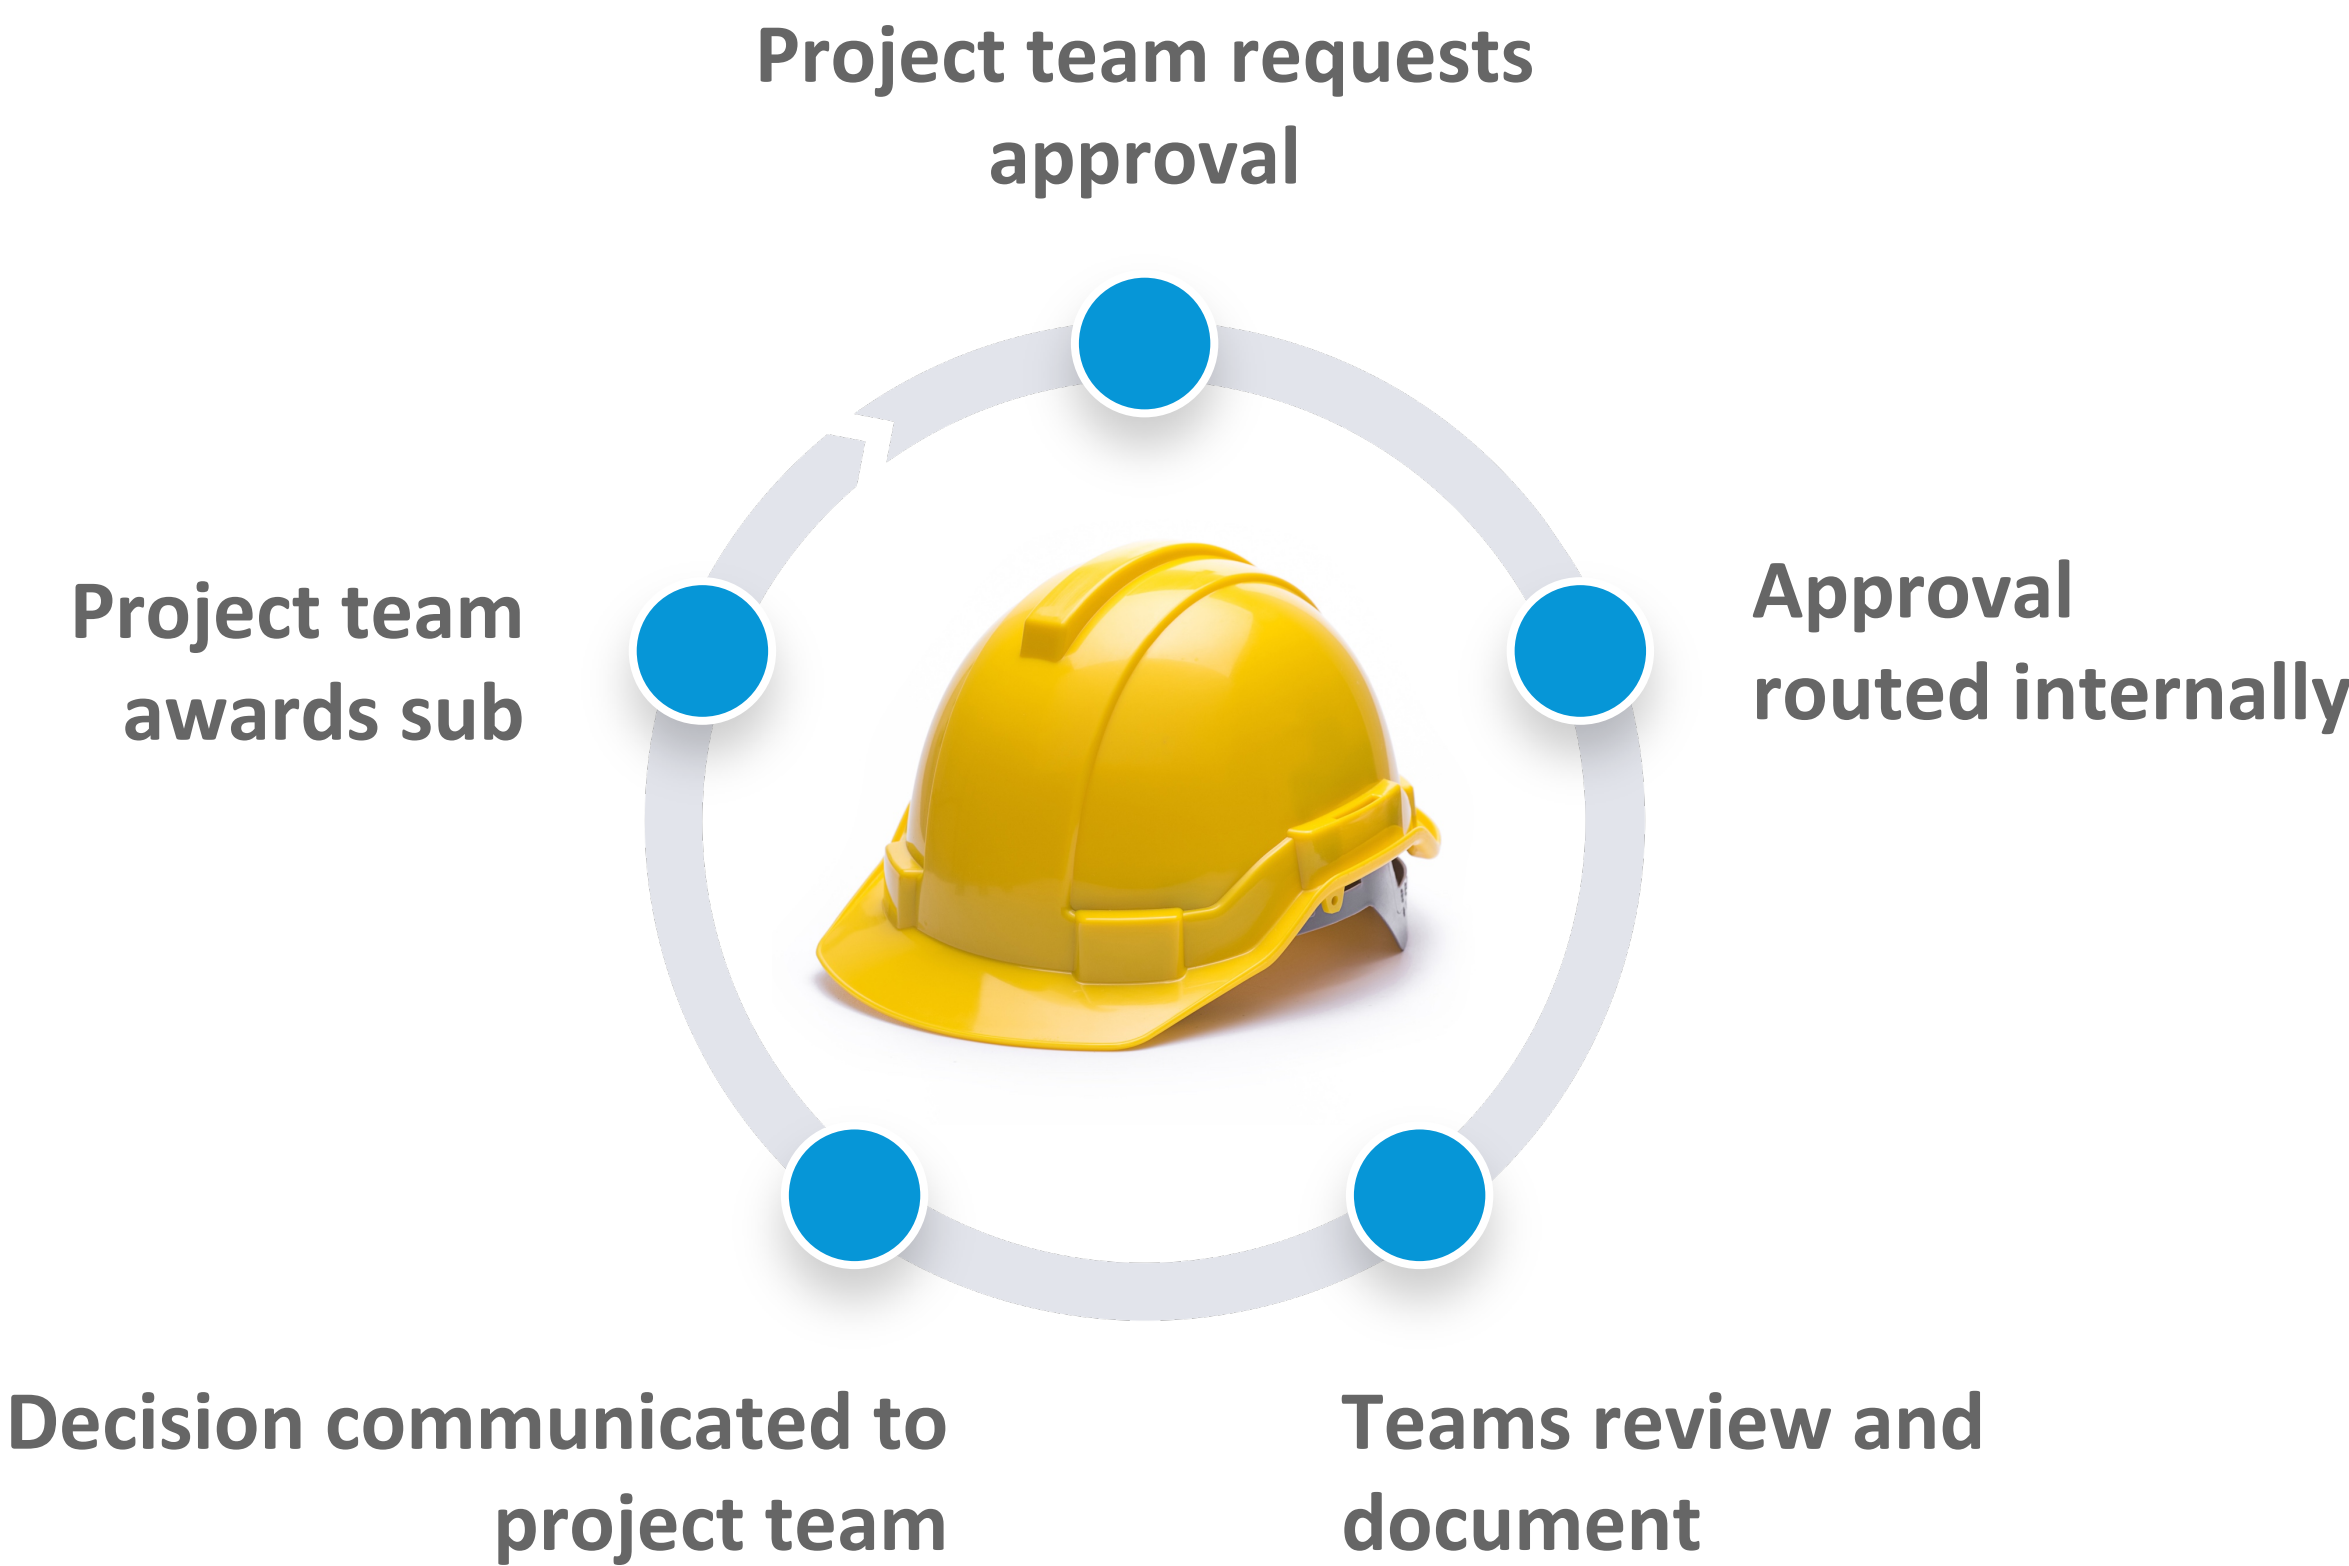 Project team requests
approval
Approval
routed internally
Teams review and
document
Decision communicated to
project team
Project team
awards sub